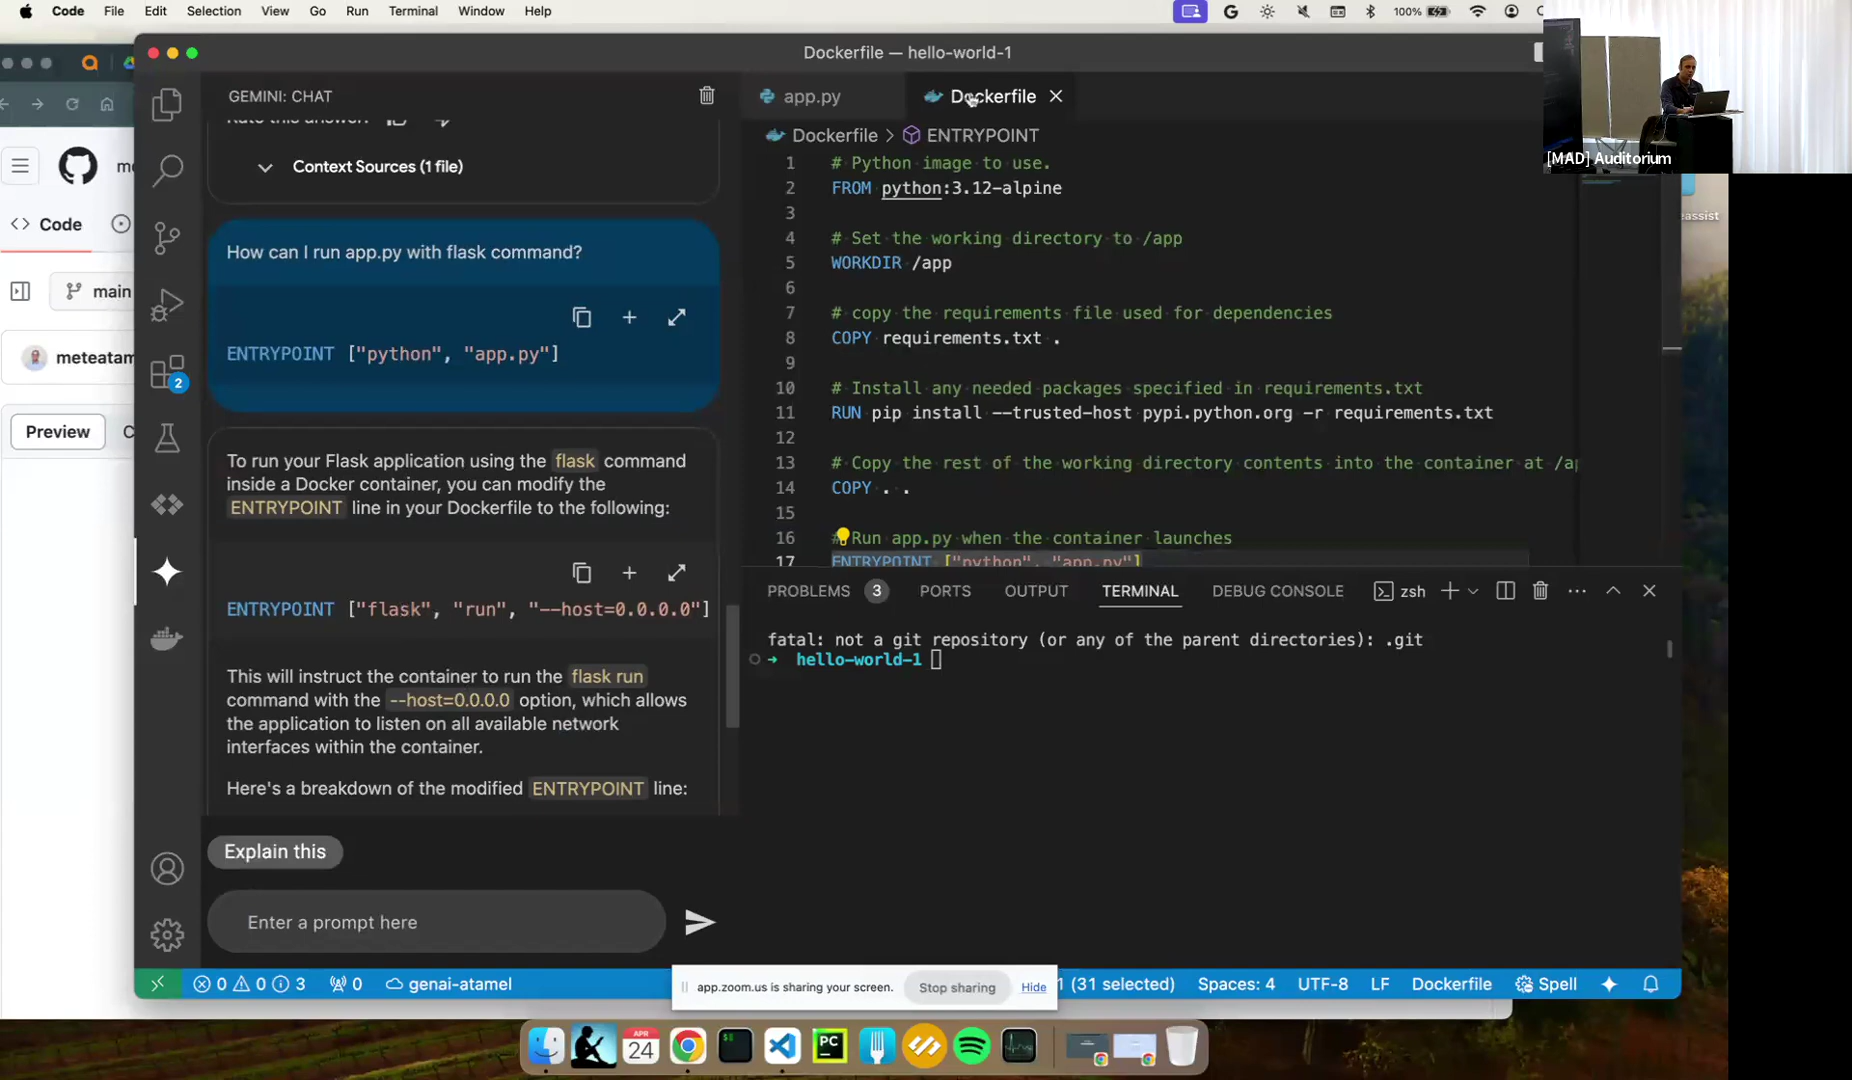 Code File Edit Selection View Go Run Terminal Window Help
100%
Dockerfile — hello-world-1
GEMINI: CHAT
Rate this answer:
Context Sources (1 file)
How can I run app.py with flask command?
ENTRYPOINT ["python", "app.py"]
To run your Flask application using the flask command
inside a Docker container, you can modify the
ENTRYPOINT line in your Dockerfile to the following:
ENTRYPOINT ["flask", "run", "--host=0.0.0.0"]
This will instruct the container to run the flask run
command with the --host=0.0.0.0 option, which allows
the application to listen on all available network
interfaces within the container.
Here's a breakdown of the modified ENTRYPOINT line:
Explain this
Enter a prompt here
app.py
Dockerfile
Dockerfile > ENTRYPOINT
1 # Python image to use.
2 FROM python:3.12-alpine
3
4 # Set the working directory to /app
5 WORKDIR /app
6
7 # copy the requirements file used for dependencies
8 COPY requirements.txt .
9
10 # Install any needed packages specified in requirements.txt
11 RUN pip install --trusted-host pypi.python.org -r requirements.txt
12
13 # Copy the rest of the working directory contents into the container at /ap
14 COPY . .
15
16 # Run app.py when the container launches
17 ENTRYPOINT ["python", "app.py"]
PROBLEMS 3 PORTS OUTPUT TERMINAL DEBUG CONSOLE zsh
fatal: not a git repository (or any of the parent directories): .git
hello-world-1
2
0 0 3 0 genai-atamel
1 (31 selected) Spaces: 4 UTF-8 LF Dockerfile Spell
app.zoom.us is sharing your screen. Stop sharing Hide
me
Code
main
meteatam
Preview C
[MAD] Auditorium
eassist
APR
24
PC